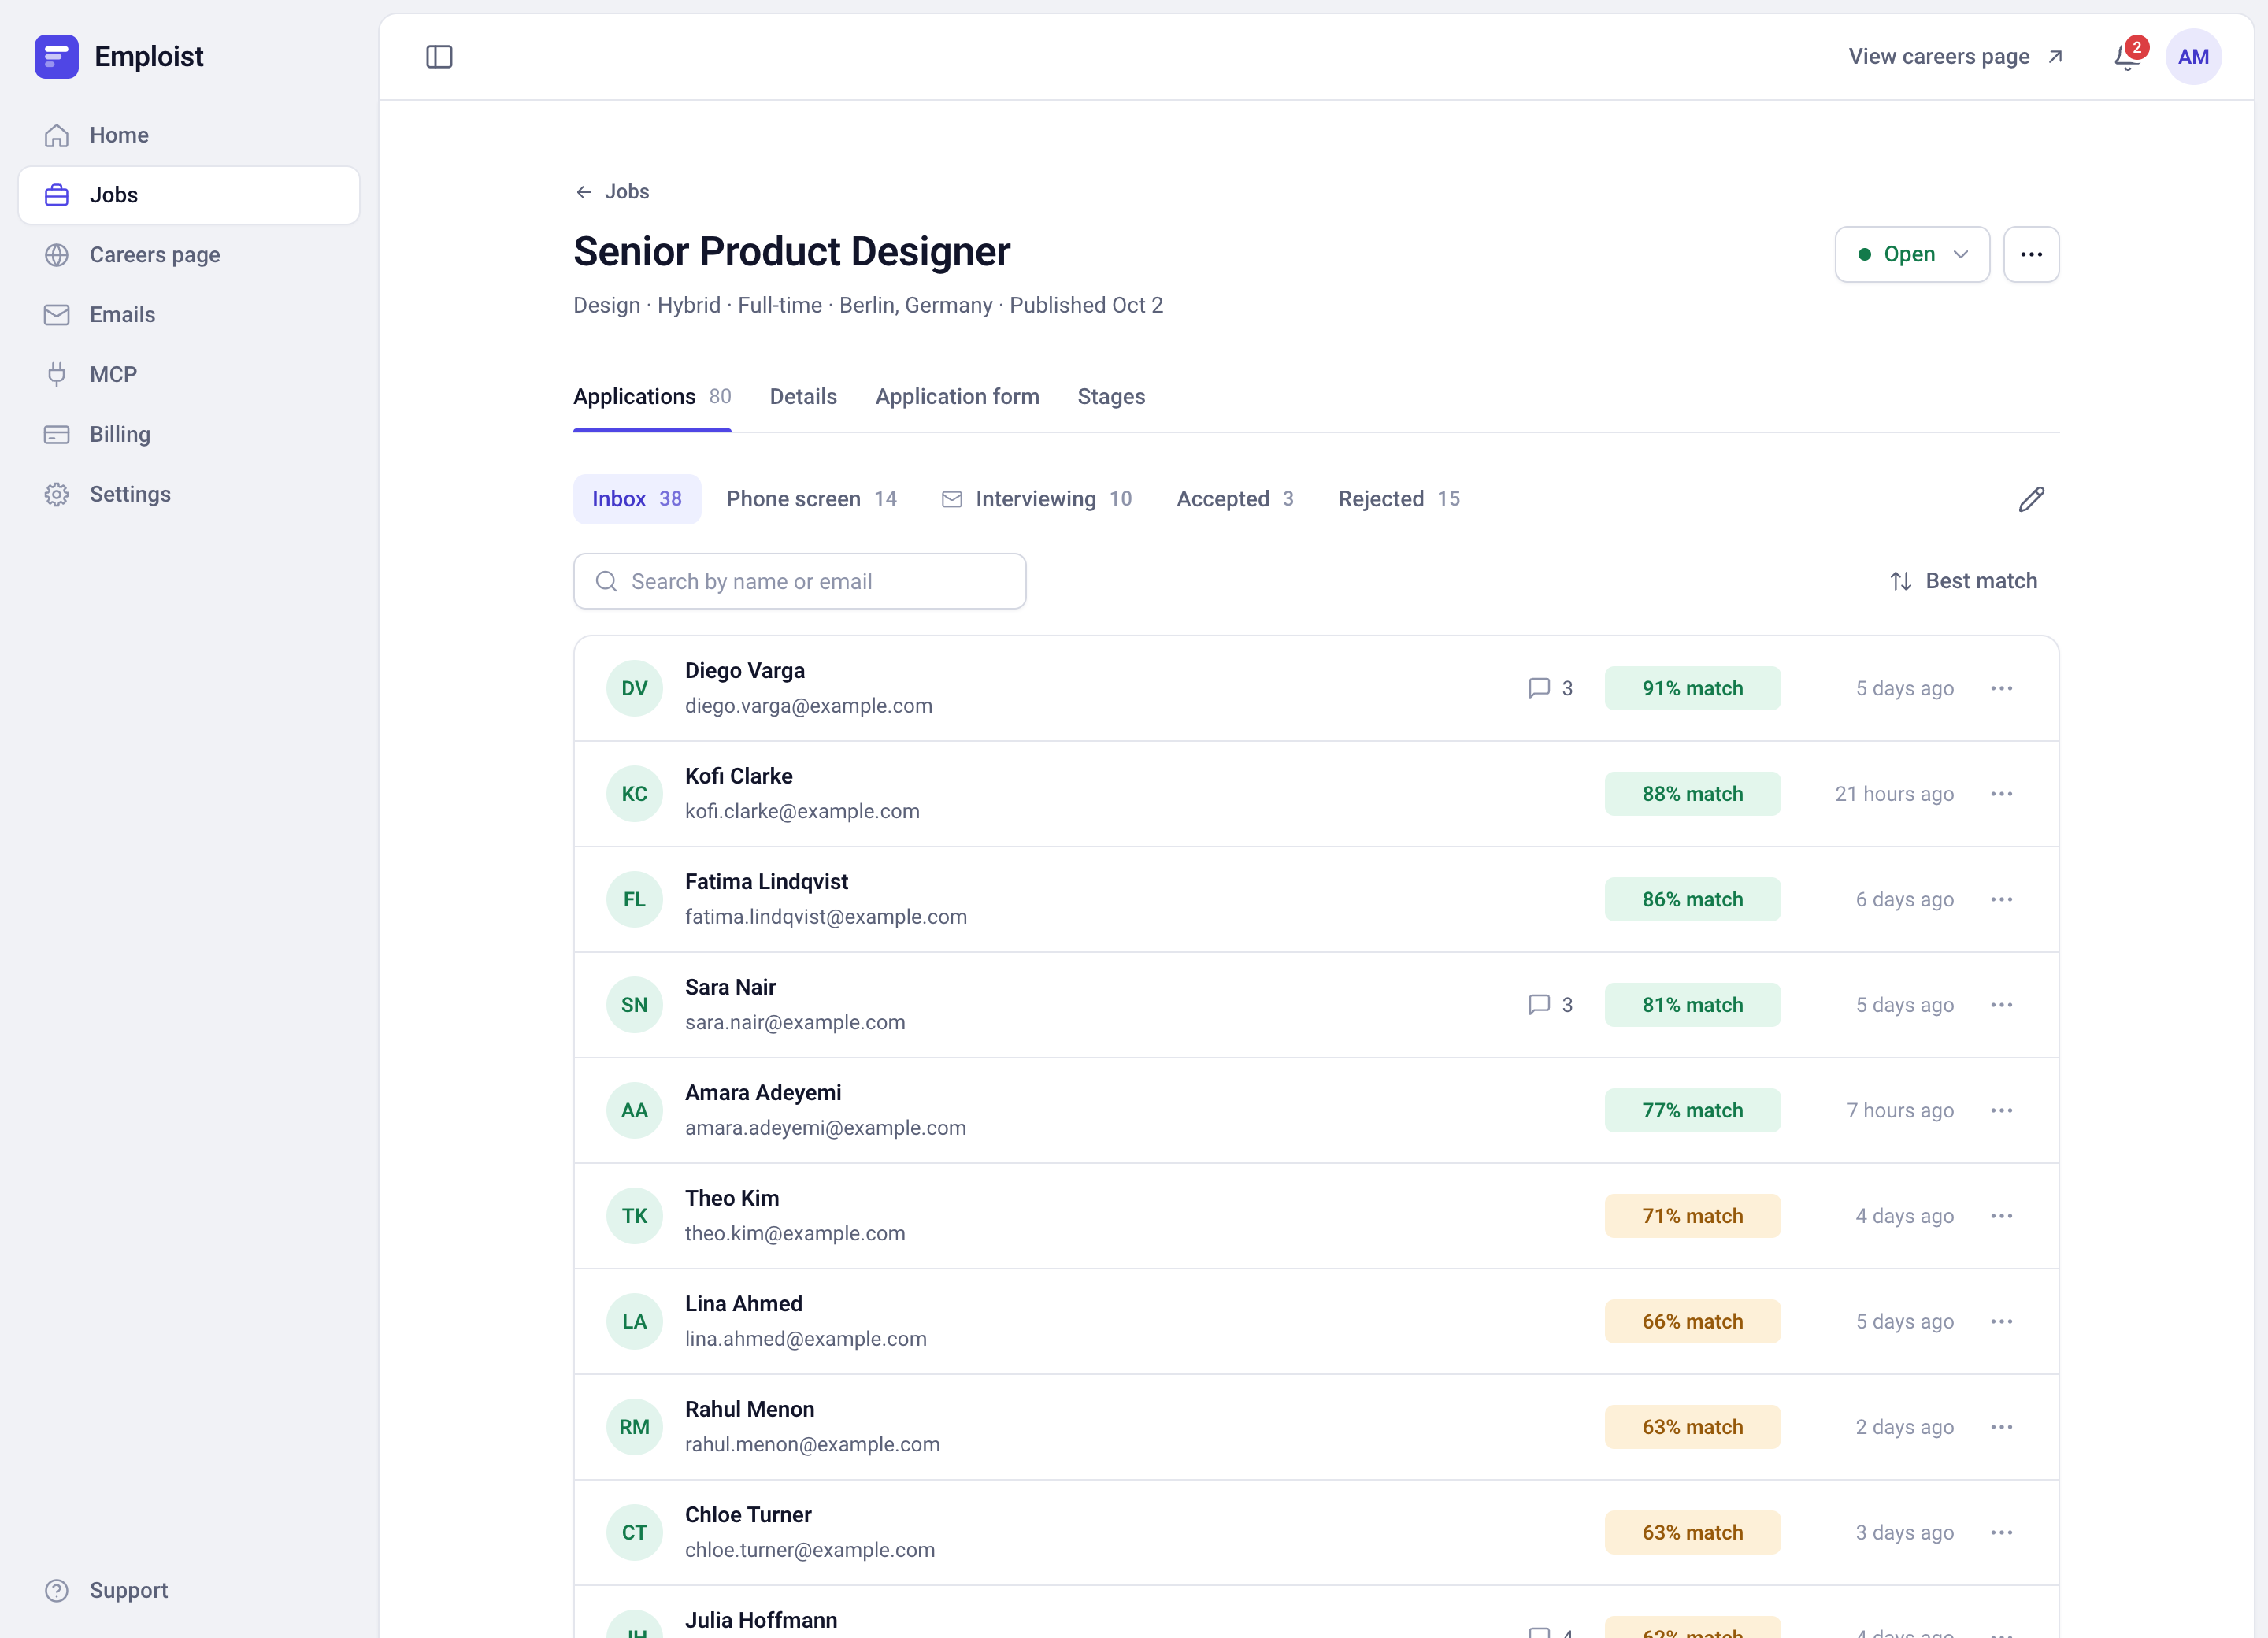 Emploist
Home
Jobs
Careers page
Emails
MCP
Billing
Settings
Support
View careers page
2
AM
Jobs
Senior Product Designer
Open
Design · Hybrid · Full-time · Berlin, Germany · Published Oct 2
Applications 80 Details Application form Stages
Inbox 38 Phone screen 14 Interviewing 10 Accepted 3 Rejected 15
Search by name or email
Best match
DV Diego Varga 3 91% match 5 days ago
diego.varga@example.com
KC Kofi Clarke 88% match 21 hours ago
kofi.clarke@example.com
FL Fatima Lindqvist 86% match 6 days ago
fatima.lindqvist@example.com
SN Sara Nair 3 81% match 5 days ago
sara.nair@example.com
AA Amara Adeyemi 77% match 7 hours ago
amara.adeyemi@example.com
TK Theo Kim 71% match 4 days ago
theo.kim@example.com
LA Lina Ahmed 66% match 5 days ago
lina.ahmed@example.com
RM Rahul Menon 63% match 2 days ago
rahul.menon@example.com
CT Chloe Turner 63% match 3 days ago
chloe.turner@example.com
JH Julia Hoffmann 4 62% match 4 days ago